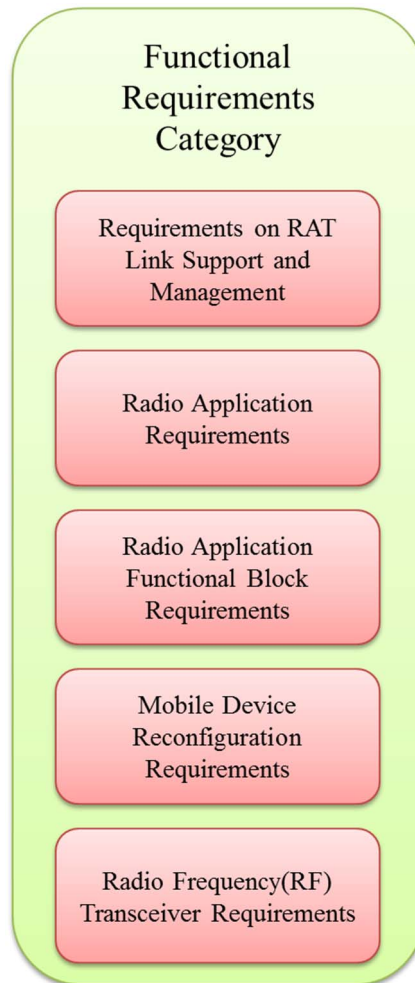 Functional
Requirements
Category
Requirements on RAT
Link Support and
Management
Radio Application
Requirements
Radio Application
Functional Block
Requirements
Mobile Device
Reconfiguration
Requirements
Radio Frequency(RF)
Transceiver Requirements